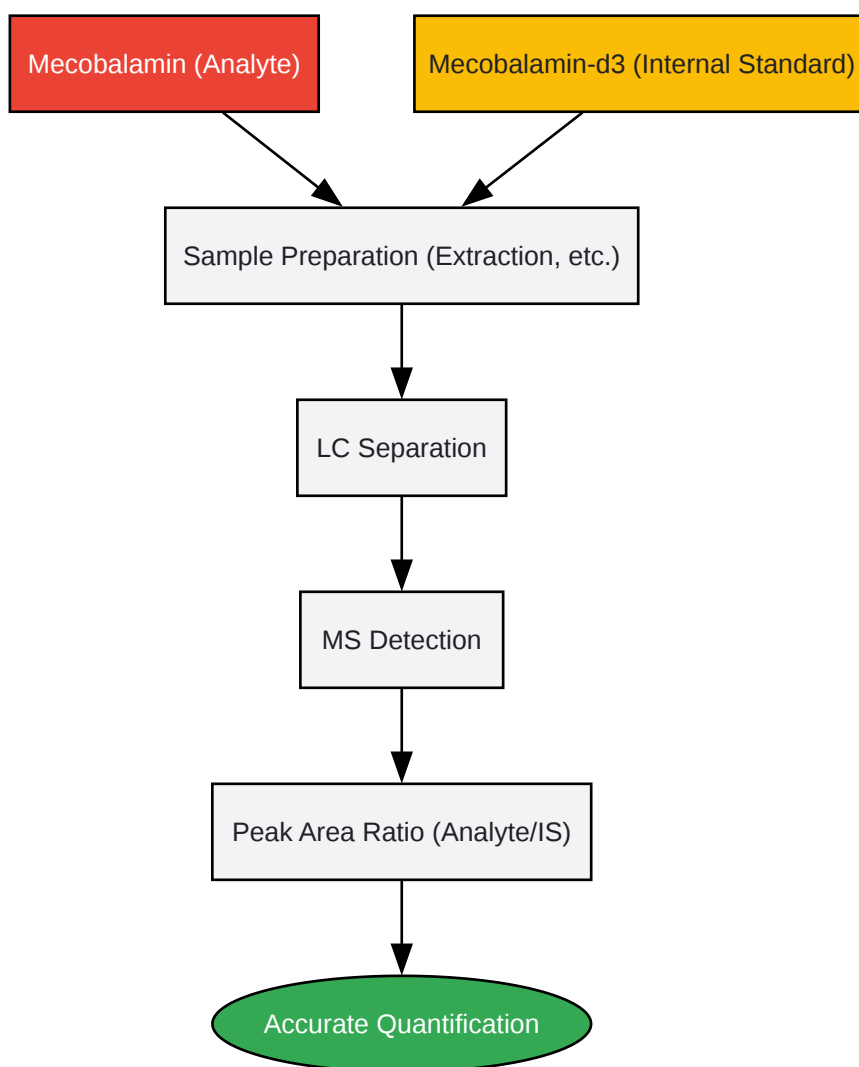 Mecobalamin (Analyte)
Mecobalamin-d3 (Internal Standard)
Sample Preparation (Extraction, etc.)
LC Separation
MS Detection
Peak Area Ratio (Analyte/IS)
Accurate Quantification